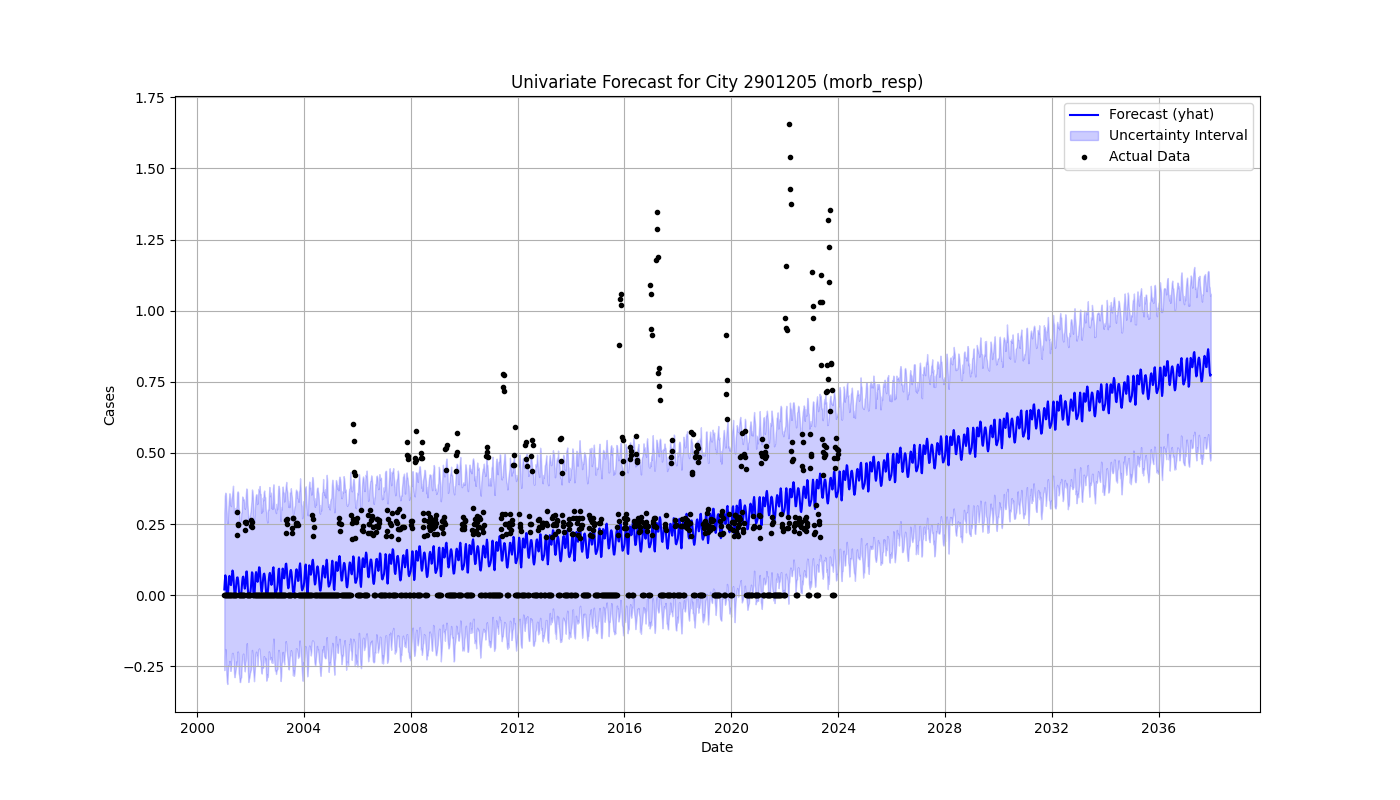 Univariate Forecast for City 2901205 (morb_resp)
Forecast (yhat)
Uncertainty Interval
Actual Data
Cases
1.75
1.50
1.25
1.00
0.75
0.50
0.25
0.00
−0.25
2000 2004 2008 2012 2016 2020 2024 2028 2032 2036
Date